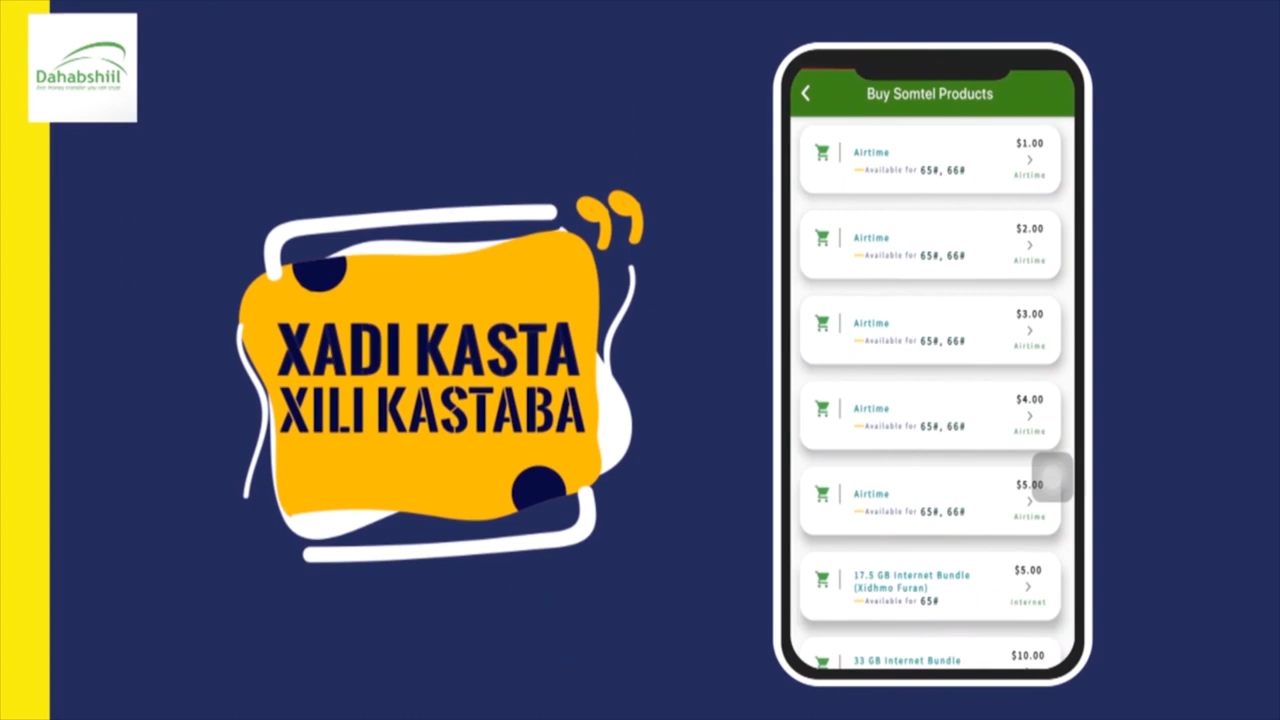 Dahabshiil
XADI KASTA
XILI KASTABA
Buy Somtel Products
Airtime
Available for 65#, 66#
$1.00
Airtime
Airtime
Available for 65#, 66#
$2.00
Airtime
Airtime
Available for 65#, 66#
$3.00
Airtime
Airtime
Available for 65#, 66#
$4.00
Airtime
Airtime
Available for 65#, 66#
$5.00
Airtime
17.5 GB Internet Bundle
(Xidhmo Furan)
Available for 65#
$5.00
Internet
33 GB Internet Bundle
$10.00